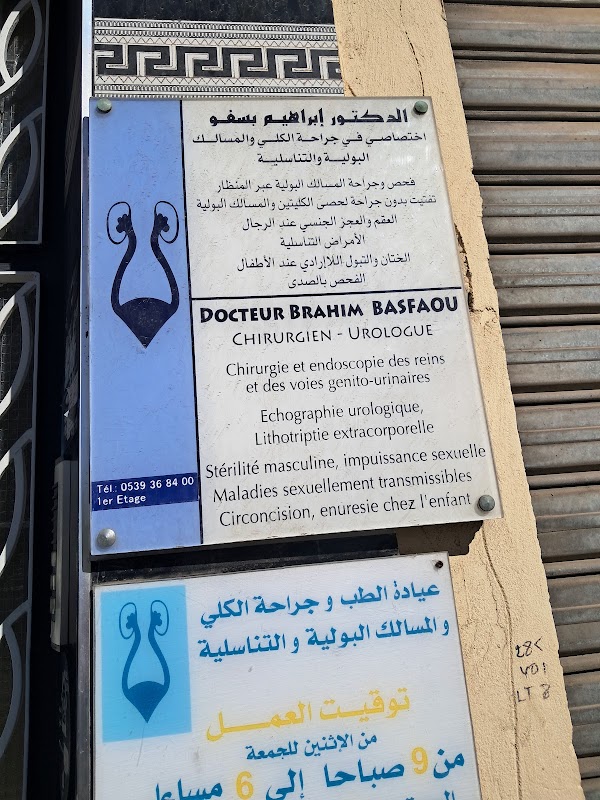 الدكتور إبراهيم بسفو
اختصاصي في جراحة الكلي والمسالك
البولية والتناسلية
فحص وجراحة المسالك البولية عبر المنظار
تفتيت بدون جراحة لحصى الكليتين والمسالك البولية
العقم والعجز الجنسي عند الرجال
الأمراض التناسلية
الختان والتبول اللاإرادي عند الأطفال
الفحص بالصدى
DOCTEUR BRAHIM BASFAOU
CHIRURGIEN - UROLOGUE
Chirurgie et endoscopie des reins
et des voies genito-urinaires
Echographie urologique,
Lithotriptie extracorporelle
Stérilité masculine, impuissance sexuelle
Maladies sexuellement transmissibles
Circoncision, enuresie chez l'enfant
Tél.: 0539 36 84 00
1er Etage
عيادة الطب و جراحة الكلي
و المسالك البولية و التناسلية
توقيت العمل
من الإثنين للجمعة
من 9 صباحا إلى 6 مساءا